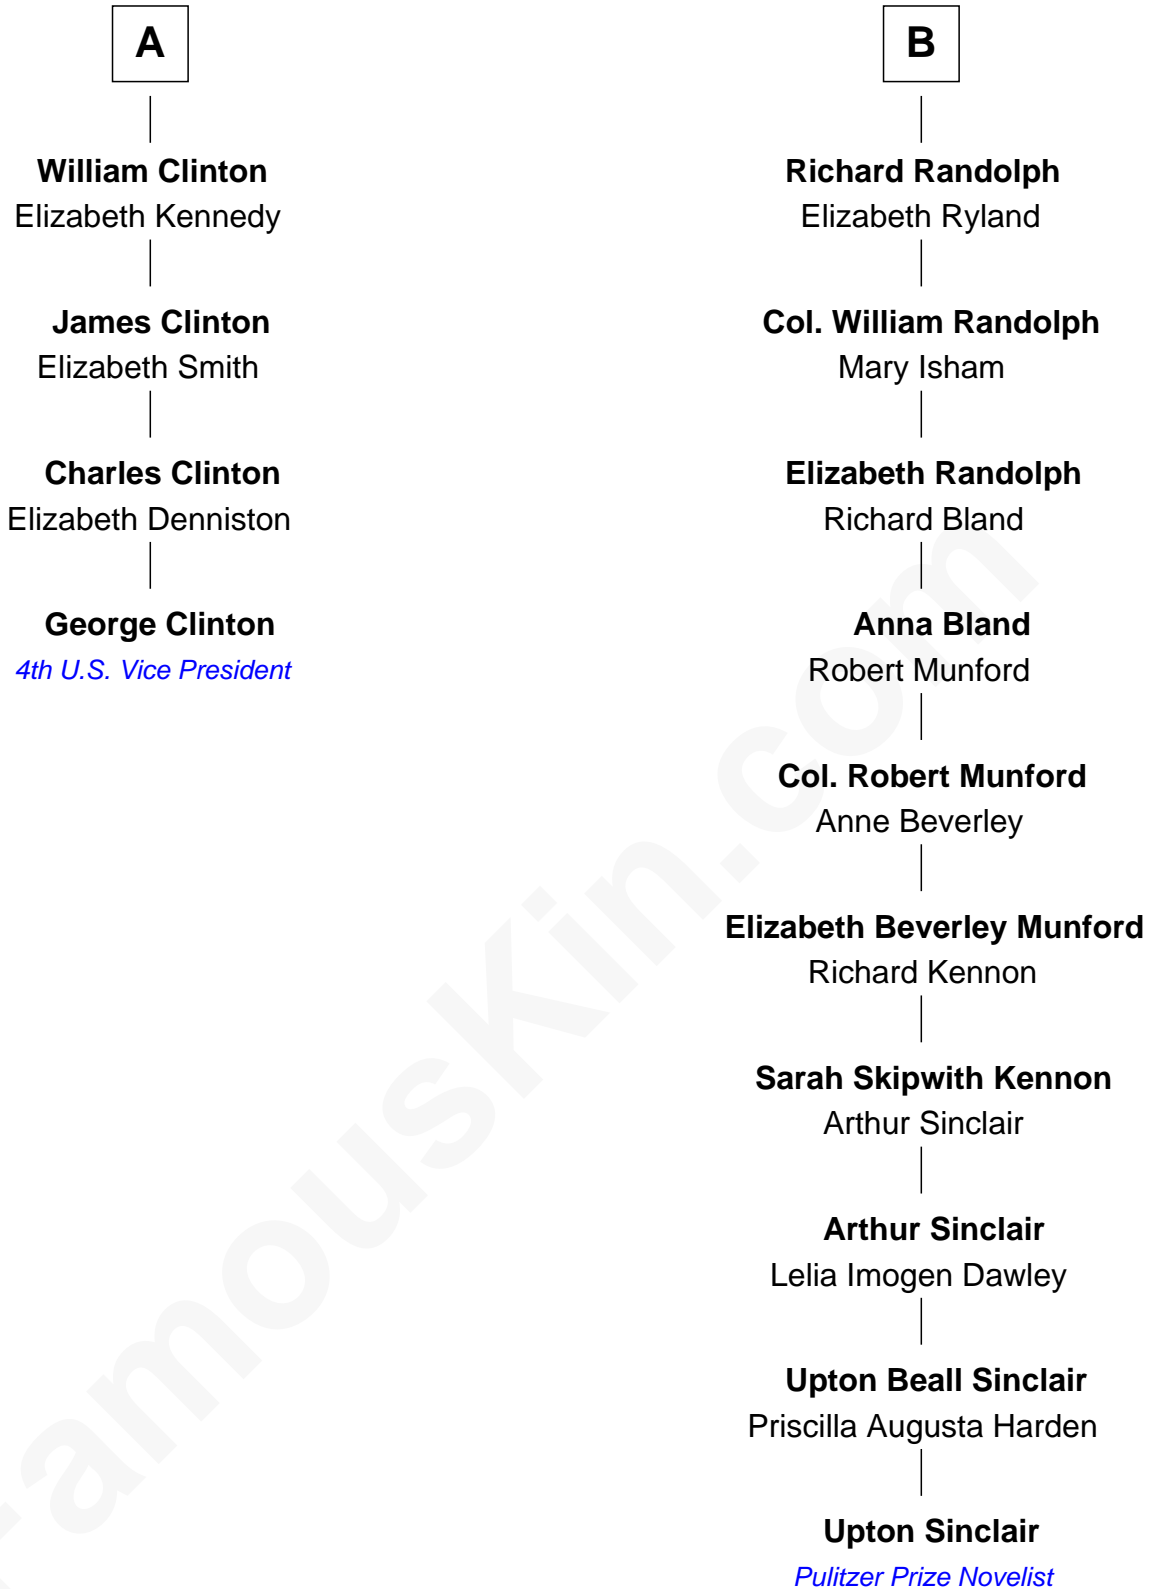 A
William Clinton
Elizabeth Kennedy
James Clinton
Elizabeth Smith
Charles Clinton
Elizabeth Denniston
George Clinton
4th U.S. Vice President
B
Richard Randolph
Elizabeth Ryland
Col. William Randolph
Mary Isham
Elizabeth Randolph
Richard Bland
Anna Bland
Robert Munford
Col. Robert Munford
Anne Beverley
Elizabeth Beverley Munford
Richard Kennon
Sarah Skipwith Kennon
Arthur Sinclair
Arthur Sinclair
Lelia Imogen Dawley
Upton Beall Sinclair
Priscilla Augusta Harden
Upton Sinclair
Pulitzer Prize Novelist
FamousKin.com